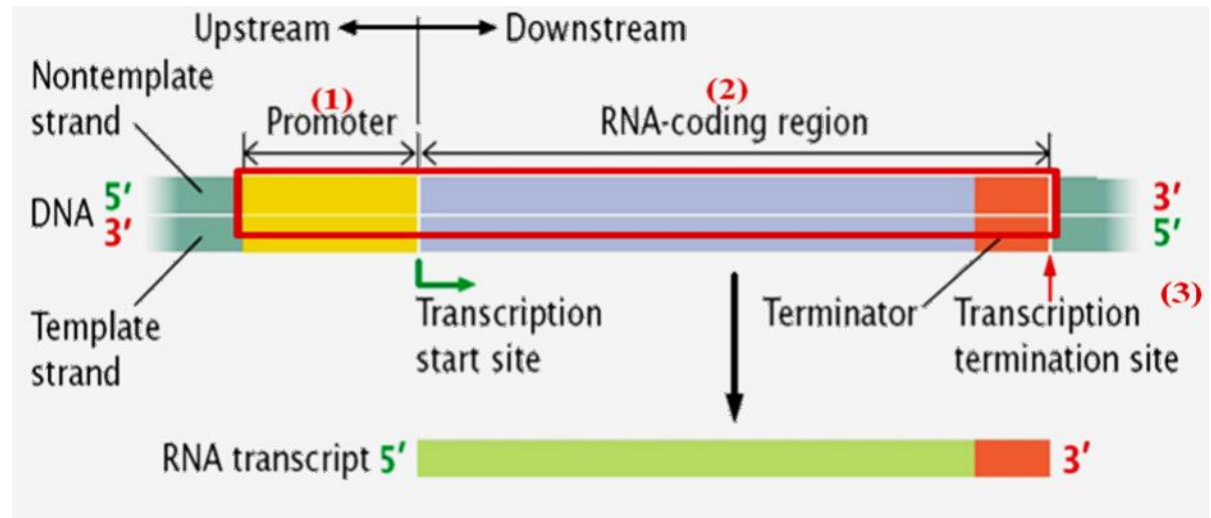 Upstream Downstream
Nontemplate
strand
(1)
Promoter
(2)
RNA-coding region
DNA 5′ 3′
3′ 5′
Template
strand
Transcription
start site
Terminator
Transcription
termination site
(3)
RNA transcript 5′ 3′